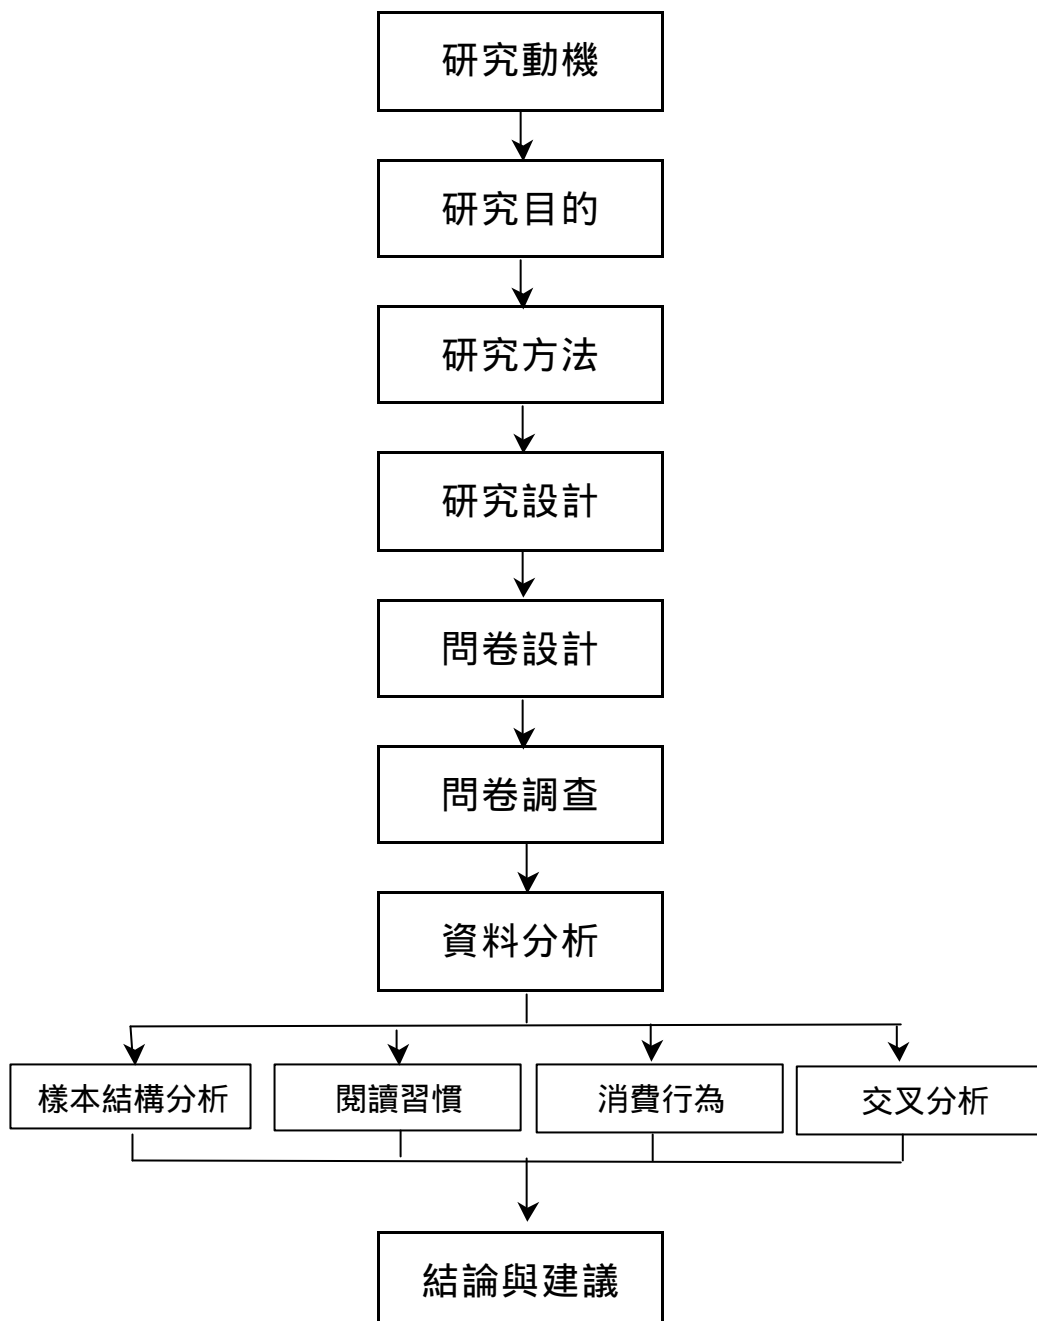 研究動機
研究目的
研究方法
研究設計
問卷設計
問卷調查
資料分析
樣本結構分析
閱讀習慣
消費行為
交叉分析
結論與建議